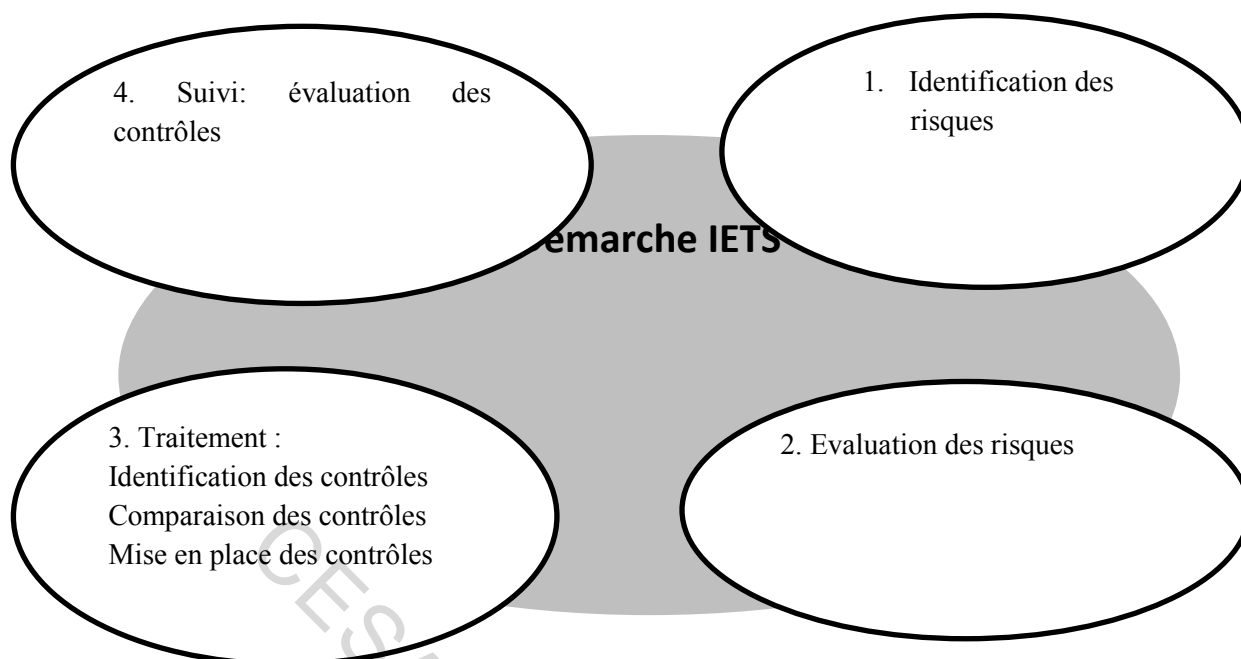 4. Suivi: évaluation des
contrôles
1. Identification des
risques
emarche IETS
3. Traitement :
Identification des contrôles
Comparaison des contrôles
Mise en place des contrôles
2. Evaluation des risques
CES